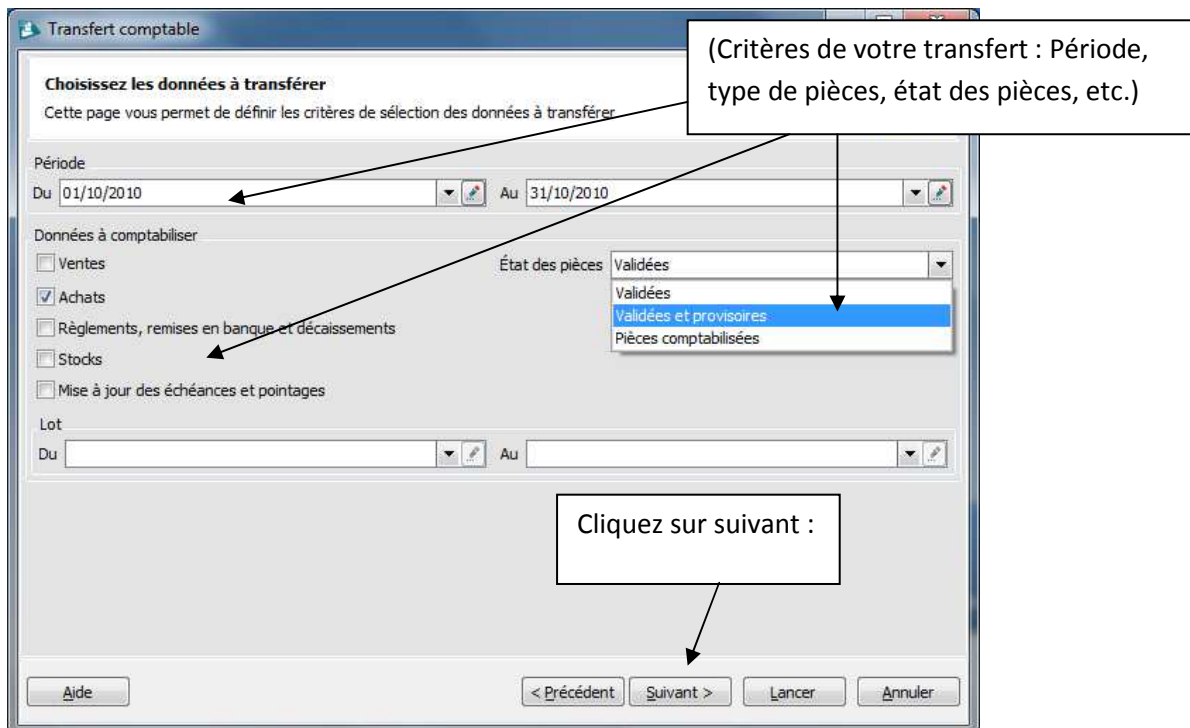 Transfert comptable
(Critères de votre transfert : Période,
type de pièces, état des pièces, etc.)
Choisissez les données à transférer
Cette page vous permet de définir les critères de sélection des données à transférer
Période
Du 01/10/2010 Au 31/10/2010
Données à comptabiliser
Ventes
État des pièces Validées
Achats
Validées
Validées et provisoires
Pièces comptabilisées
Règlements, remises en banque et décaissements
Stocks
Mise à jour des échéances et pointages
Lot
Du Au
Cliquez sur suivant :
Aide < Précédent Suivant > Lancer Annuler